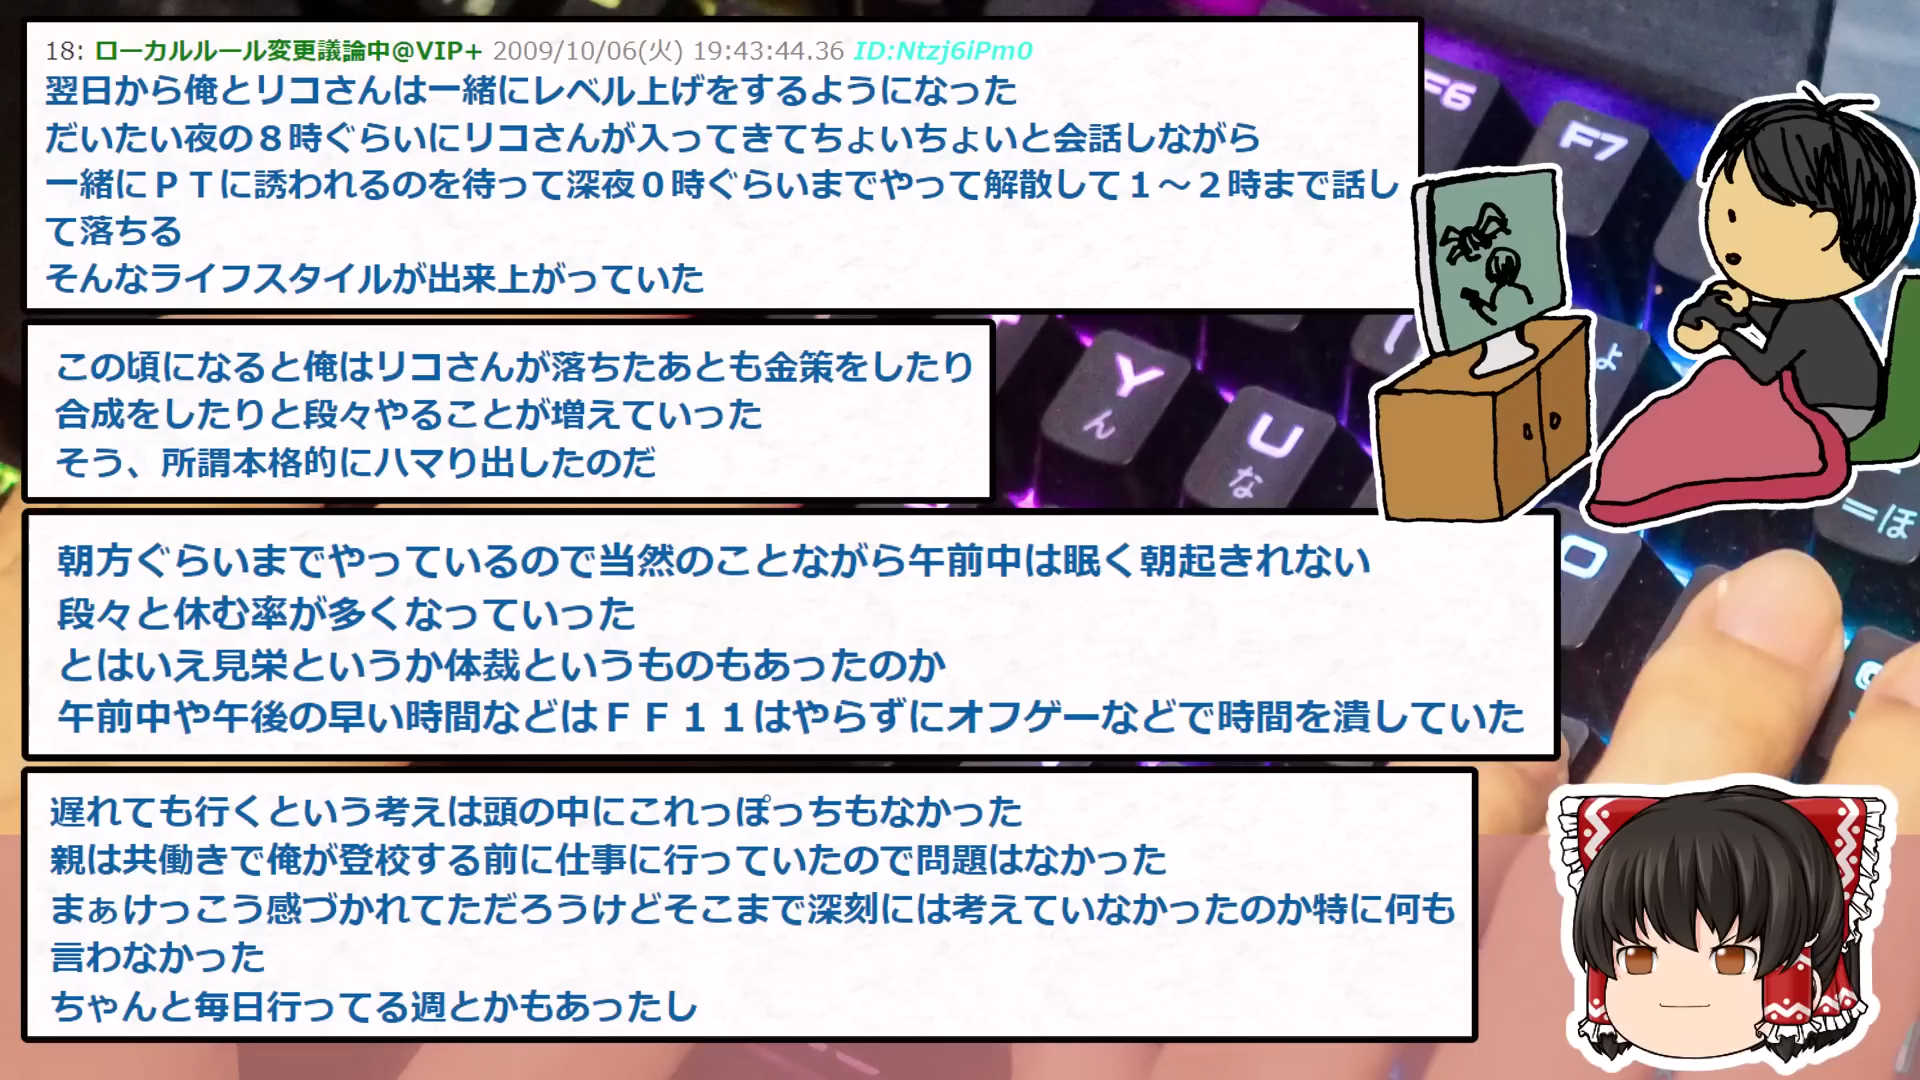 18: ローカルルール変更議論中@VIP+ 2009/10/06(火) 19:43:44.36 ID:Ntzj6iPm0
翌日から俺とリコさんは一緒にレベル上げをするようになった
だいたい夜の８時ぐらいにリコさんが入ってきてちょいちょいと会話しながら
一緒にＰＴに誘われるのを待って深夜０時ぐらいまでやって解散して１～２時まで話し
て落ちる
そんなライフスタイルが出来上がっていた
この頃になると俺はリコさんが落ちたあとも金策をしたり
合成をしたりと段々やることが増えていった
そう、所謂本格的にハマり出したのだ
朝方ぐらいまでやっているので当然のことながら午前中は眠く朝起きれない
段々と休む率が多くなっていった
とはいえ見栄というか体裁というものもあったのか
午前中や午後の早い時間などはＦＦ１１はやらずにオフゲーなどで時間を潰していた
遅れても行くという考えは頭の中にこれっぽっちもなかった
親は共働きで俺が登校する前に仕事に行っていたので問題はなかった
まぁけっこう感づかれてただろうけどそこまで深刻には考えていなかったのか特に何も
言わなかった
ちゃんと毎日行ってる週とかもあったし
F6
F7
Y
ん
U
な
O
よ
=ほ